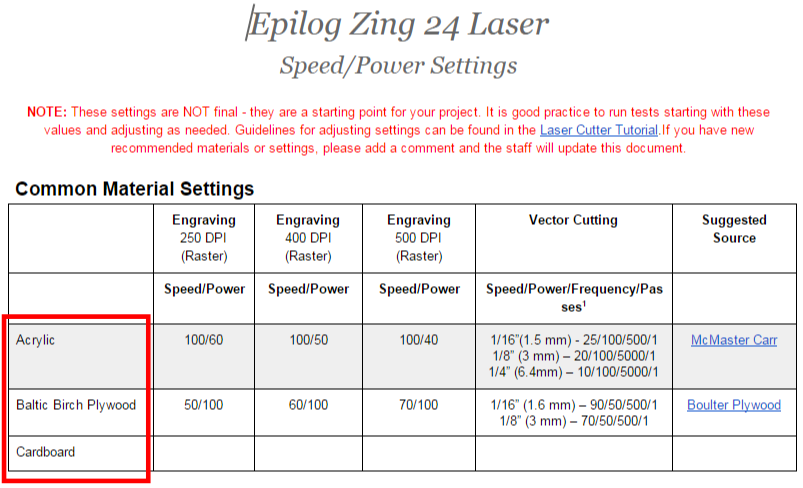 Epilog Zing 24 Laser
Speed/Power Settings
NOTE: These settings are NOT final - they are a starting point for your project. It is good practice to run tests starting with these
values and adjusting as needed. Guidelines for adjusting settings can be found in the Laser Cutter Tutorial.If you have new
recommended materials or settings, please add a comment and the staff will update this document.
Common Material Settings
Engraving
250 DPI
(Raster)
Engraving
400 DPI
(Raster)
Engraving
500 DPI
(Raster)
Vector Cutting
Suggested
Source
Speed/Power
Speed/Power
Speed/Power
Speed/Power/Frequency/Pas
ses¹
Acrylic
100/60
100/50
100/40
1/16”(1.5 mm) - 25/100/500/1
1/8” (3 mm) – 20/100/5000/1
1/4” (6.4mm) – 10/100/5000/1
McMaster Carr
Baltic Birch Plywood
50/100
60/100
70/100
1/16” (1.6 mm) – 90/50/500/1
1/8” (3 mm) – 70/50/500/1
Boulter Plywood
Cardboard